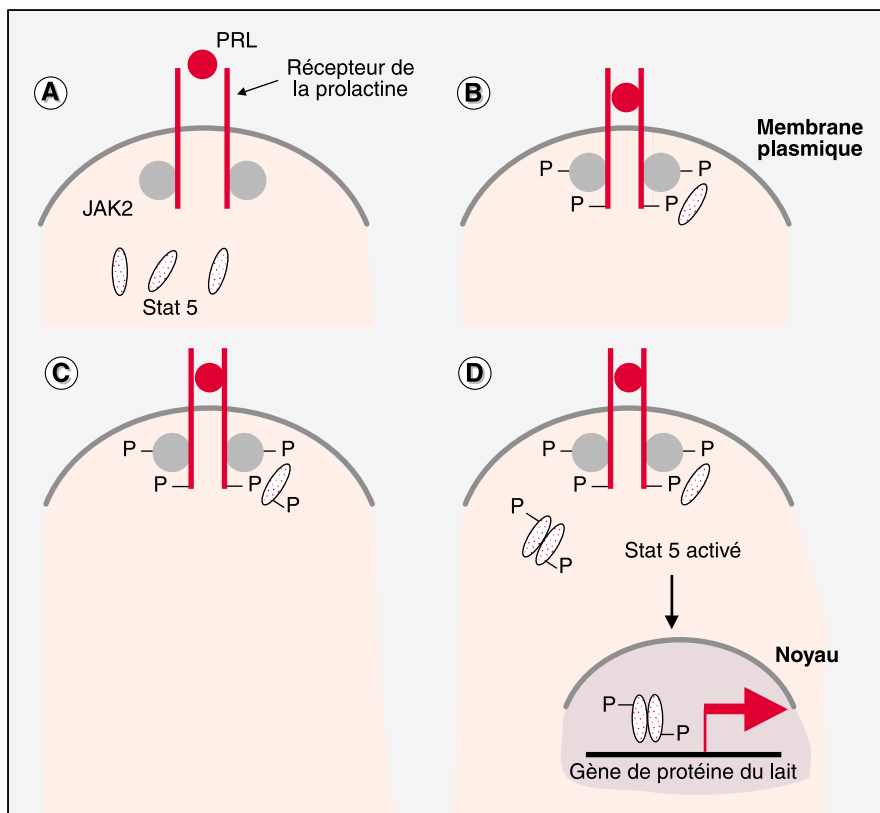 A
PRL
Récepteur de
la prolactine
JAK2
Stat 5
B
Membrane
plasmique
P
P
P
P
C
P
P
P
P
P
D
P
P
P
P
P
P
Stat 5 activé
Noyau
P
P
Gène de protéine du lait